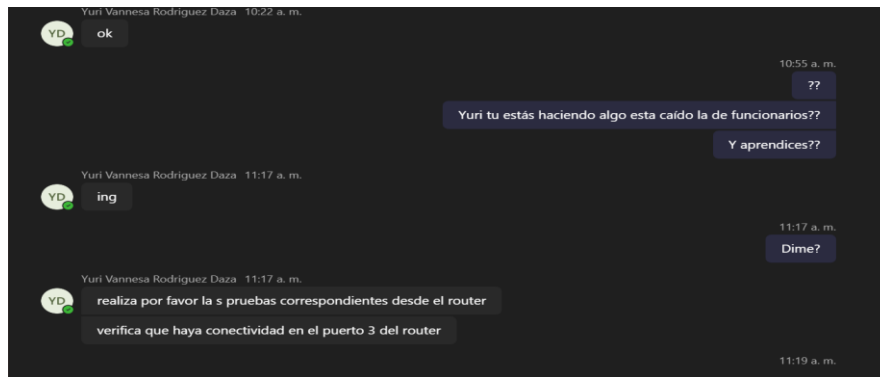 Yuri Vannesa Rodriguez Daza 10:22 a. m.
YD
ok
10:55 a. m.
??
Yuri tu estás haciendo algo esta caído la de funcionarios??
Y aprendices??
Yuri Vannesa Rodriguez Daza 11:17 a. m.
YD
ing
11:17 a. m.
Dime?
Yuri Vannesa Rodriguez Daza 11:17 a. m.
YD
realiza por favor la s pruebas correspondientes desde el router
verifica que haya conectividad en el puerto 3 del router
11:19 a. m.